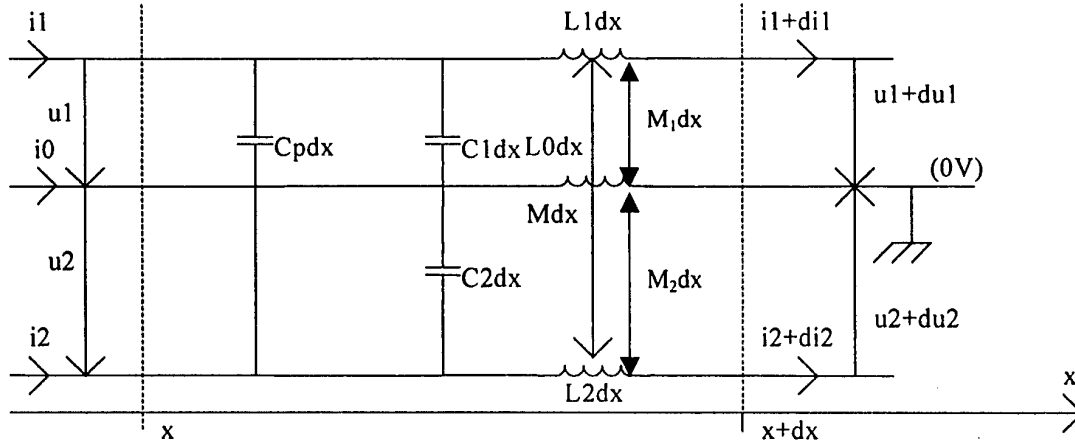 i1
L1dx
i1+di1
u1
Cpdx
C1dx
L0dx
M₁dx
u1+du1
i0
(0V)
Mdx
u2
C2dx
M₂dx
u2+du2
i2
i2+di2
L2dx
x
x
x+dx